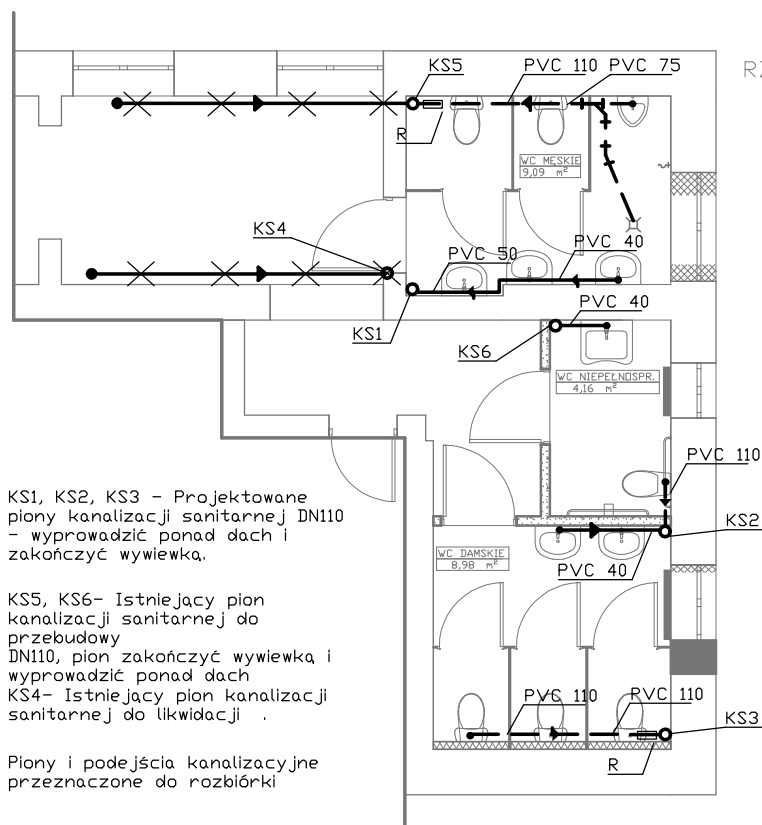 KS5
PVC 110
PVC 75
RZ
R
WC MĘSKIE
9,09 m²
KS4
PVC 50
PVC 40
KS1
PVC 40
KS6
WC NIEPEŁNOSPR.
4,16 m²
PVC 110
KS2
PVC 40
WC DAMSKIE
8,98 m²
PVC 110
PVC 110
KS3
R
KS1, KS2, KS3 - Projektowane
piony kanalizacji sanitarnej DN110
- wyprowadzić ponad dach i
zakończyć wywiewką.
KS5, KS6- Istniejący pion
kanalizacji sanitarnej do
przebudowy
DN110, pion zakończyć wywiewką i
wyprowadzić ponad dach
KS4- Istniejący pion kanalizacji
sanitarnej do likwidacji .
Piony i podejścia kanalizacyjne
przeznaczone do rozbiórki